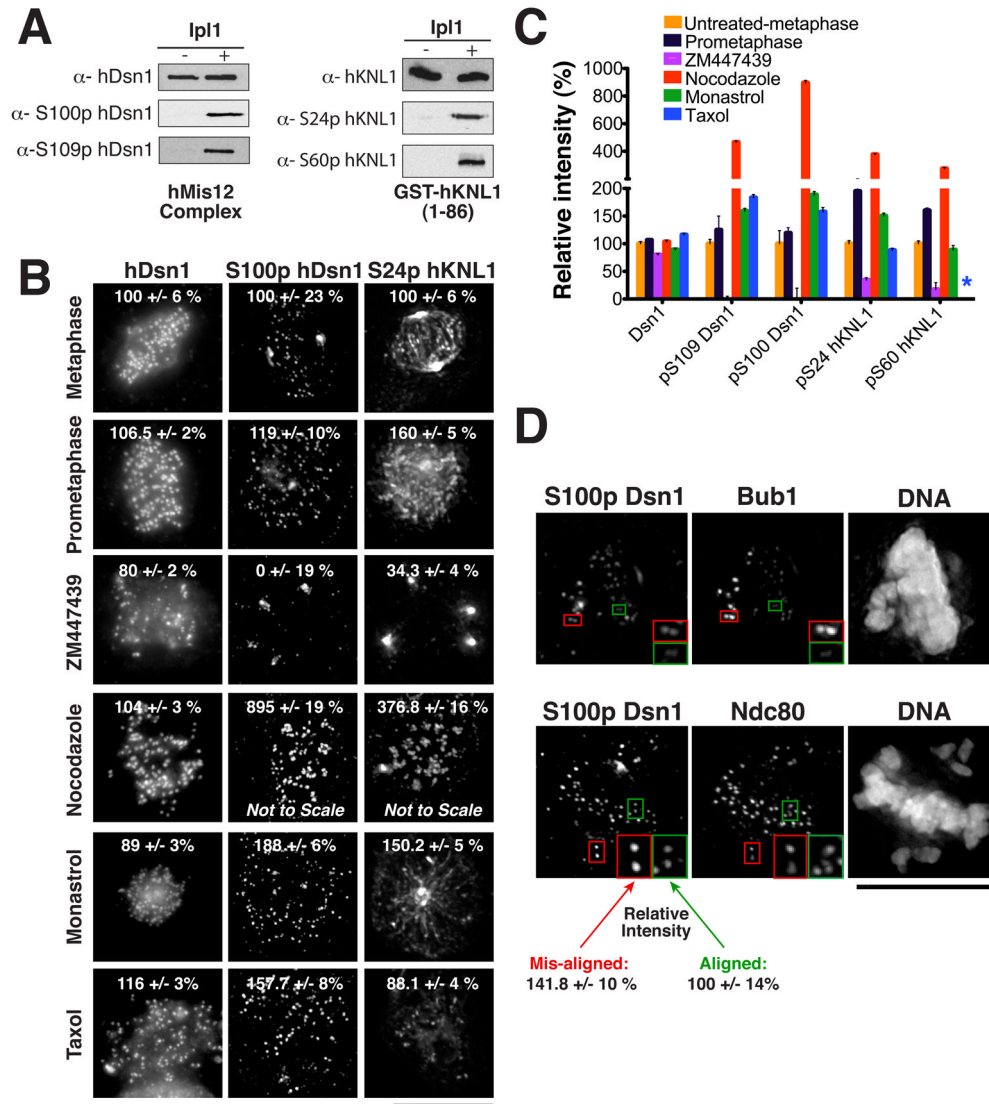 A
Ipl1
- +
α- hDsn1
α- S100p hDsn1
α-S109p hDsn1
hMis12
Complex
Ipl1
- +
α- hKNL1
α- S24p hKNL1
α- S60p hKNL1
GST-hKNL1
(1-86)
B
hDsn1 S100p hDsn1 S24p hKNL1
Metaphase
100 +/- 6 % 100 +/- 23 % 100 +/- 6 %
Prometaphase
106.5 +/- 2% 119 +/- 10% 160 +/- 5 %
ZM447439
80 +/- 2 % 0 +/- 19 % 34.3 +/- 4 %
Nocodazole
104 +/- 3 % 895 +/- 19 % 376.8 +/- 16 %
Not to Scale Not to Scale
Monastrol
89 +/- 3% 188 +/- 6% 150.2 +/- 5 %
Taxol
116 +/- 3% 157.7 +/- 8% 88.1 +/- 4 %
C
Untreated-metaphase
Prometaphase
ZM447439
Nocodazole
Monastrol
Taxol
Relative intensity (%)
1000
800
600
400
200
150
100
50
0
*
Dsn1
pS109 Dsn1
pS100 Dsn1
pS24 hKNL1
pS60 hKNL1
D
S100p Dsn1 Bub1 DNA
S100p Dsn1 Ndc80 DNA
Relative
Intensity
Mis-aligned: Aligned:
141.8 +/- 10 % 100 +/- 14%